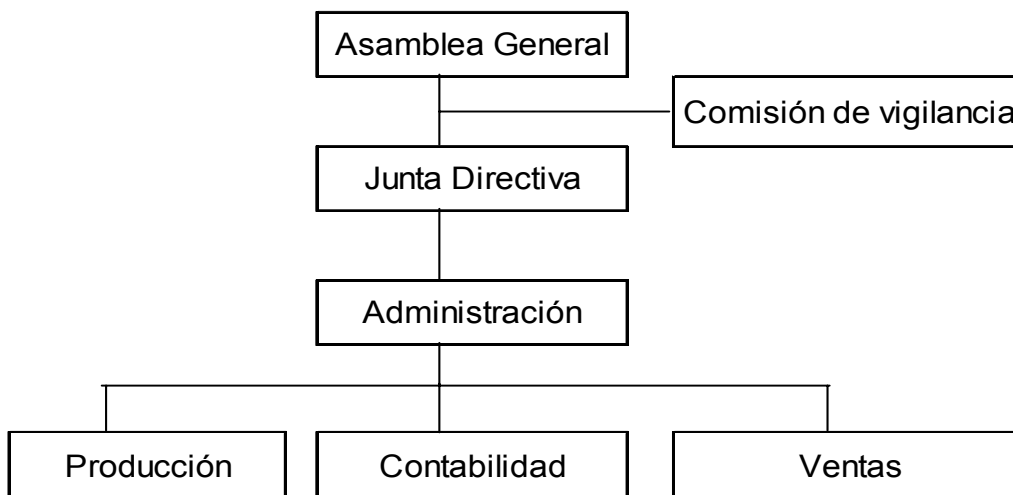 Asamblea General
Comisión de vigilancia
Junta Directiva
Administración
Producción
Contabilidad
Ventas